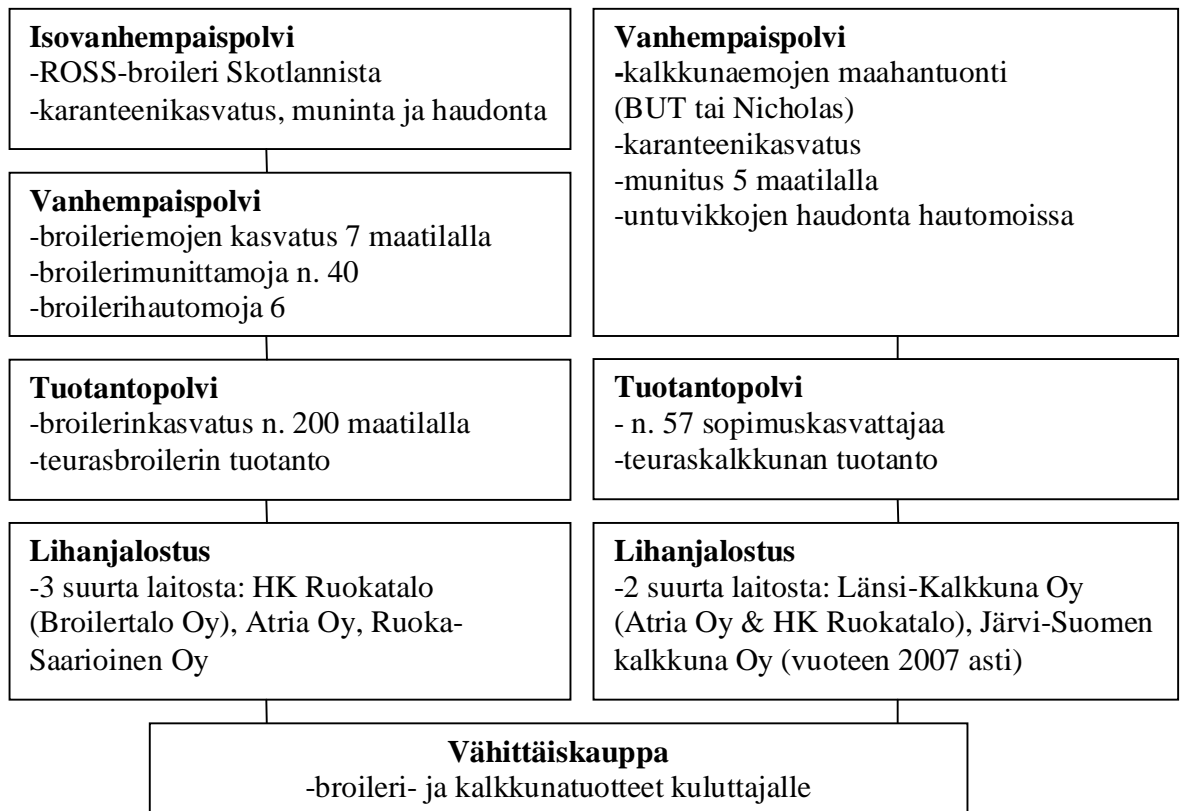 Isovanhempaispolvi
-ROSS-broileri Skotlannista
-karanteenikasvatus, muninta ja haudonta
Vanhempaispolvi
-broileriemojen kasvatus 7 maatilalla
-broilerimunittamoja n. 40
-broilerihautomoja 6
Tuotantopolvi
-broilerinkasvatus n. 200 maatilalla
-teurasbroilerin tuotanto
Lihanjalostus
-3 suurta laitosta: HK Ruokatalo
(Broilertalo Oy), Atria Oy, Ruoka-
Saarioinen Oy
Vanhempaispolvi
-kalkkunaemojen maahantuonti
(BUT tai Nicholas)
-karanteenikasvatus
-munitus 5 maatilalla
-untuvikkojen haudonta hautomoissa
Tuotantopolvi
- n. 57 sopimuskasvattajaa
-teuraskalkkunan tuotanto
Lihanjalostus
-2 suurta laitosta: Länsi-Kalkkuna Oy
(Atria Oy & HK Ruokatalo), Järvi-Suomen
kalkkuna Oy (vuoteen 2007 asti)
Vähittäiskauppa
-broileri- ja kalkkunatuotteet kuluttajalle